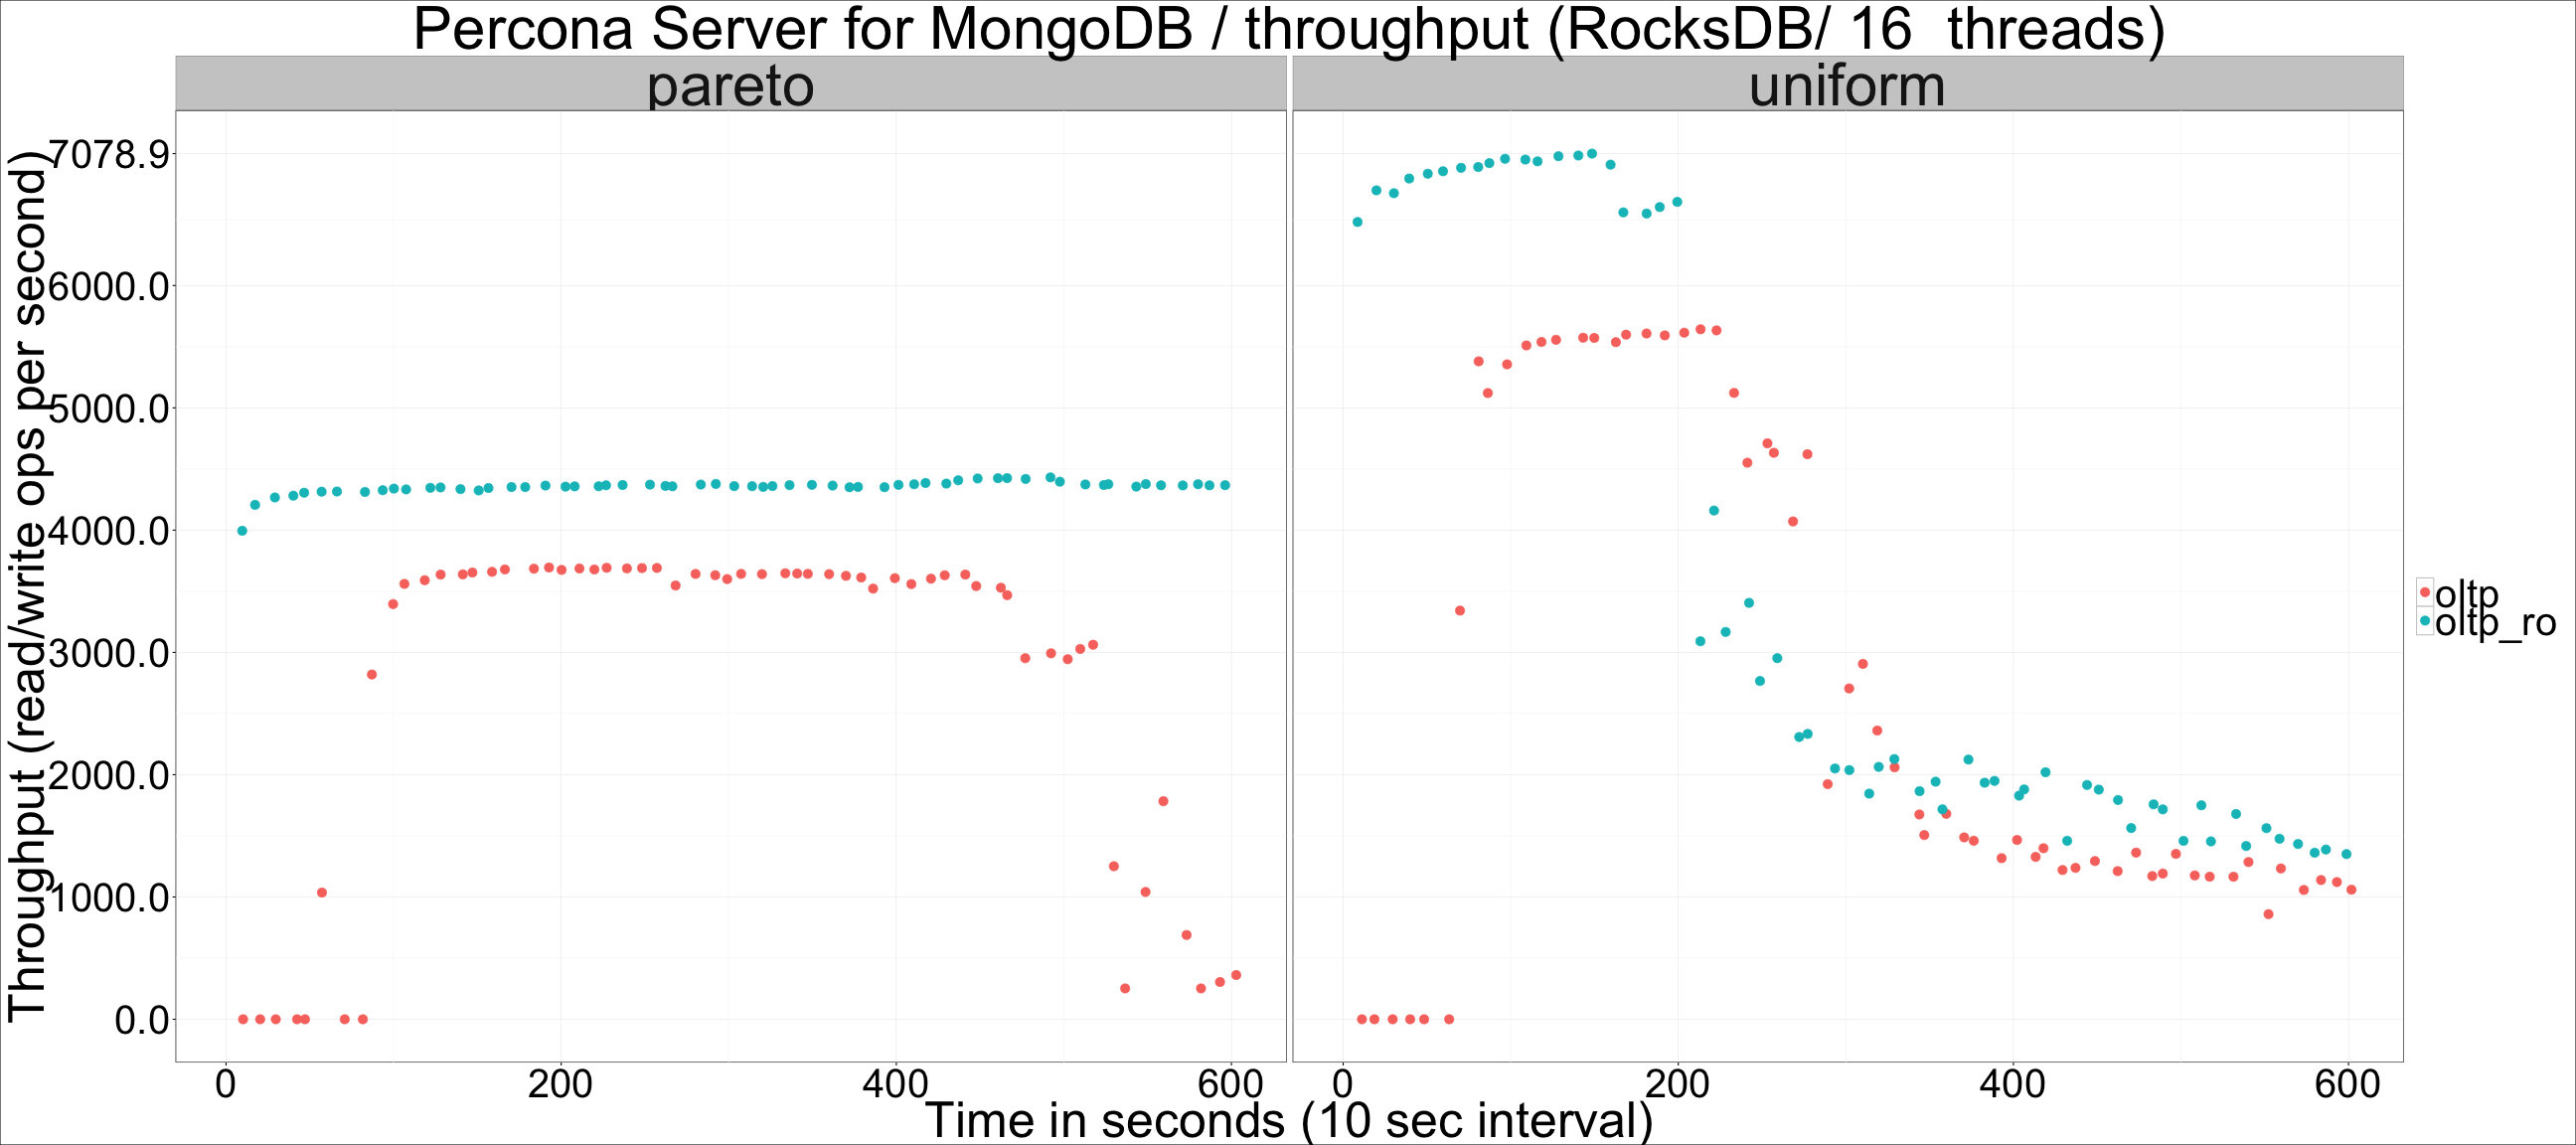 Percona Server for MongoDB / throughput (RocksDB/ 16  threads)
pareto
uniform
Throughput (read/write ops per second)
7078.9
6000.0
5000.0
4000.0
3000.0
2000.0
1000.0
0.0
0 200 400 600
0 200 400 600
Time in seconds (10 sec interval)
oltp
oltp_ro